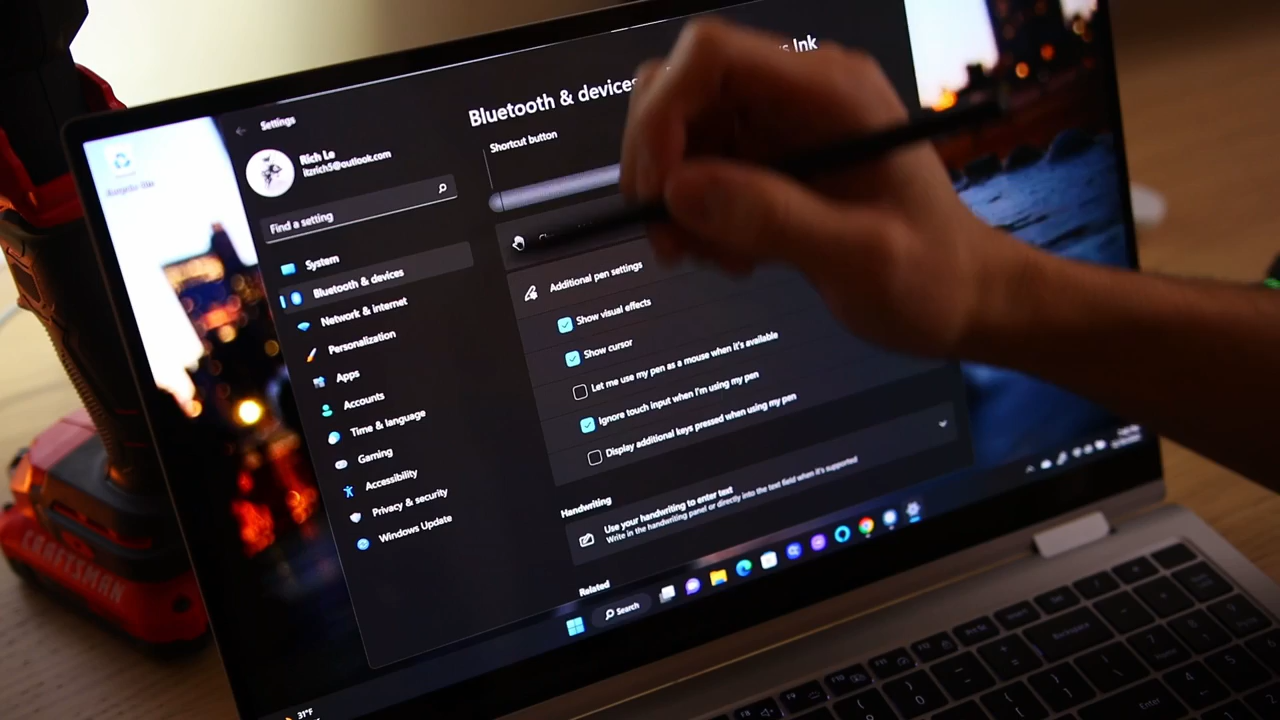 Settings
Rich Le
itzrich5@outlook.com
Find a setting
System
Bluetooth & devices
Network & internet
Personalization
Apps
Accounts
Time & language
Gaming
Accessibility
Privacy & security
Windows Update
Bluetooth & devices
Ink
Shortcut button
Additional pen settings
Show visual effects
Show cursor
Let me use my pen as a mouse when it's available
Ignore touch input when I'm using my pen
Display additional keys pressed when using my pen
Handwriting
Use your handwriting to enter text
Write in the handwriting panel or directly into the text field when it's supported
Related
Search
31°F
CRAFTSMAN
Backspace
Enter